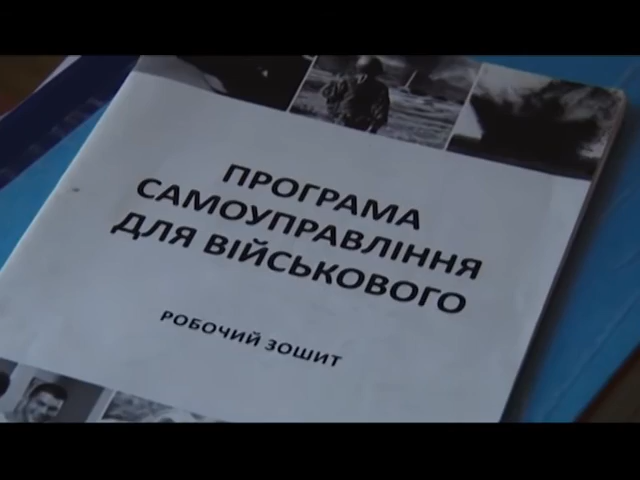 ПРОГРАМА
САМОУПРАВЛІННЯ
ДЛЯ ВІЙСЬКОВОГО
РОБОЧИЙ ЗОШИТ